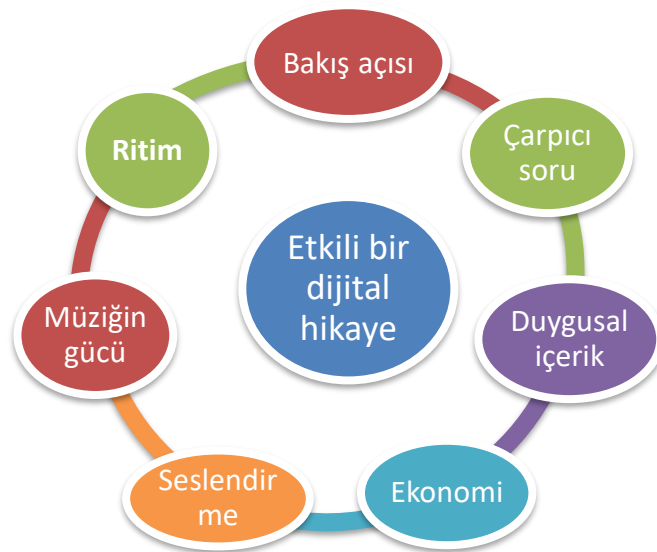 Bakış açısı
Çarpıcı
soru
Duygusal
içerik
Ekonomi
Seslendir
me
Müziğin
gücü
Ritim
Etkili bir
dijital
hikaye